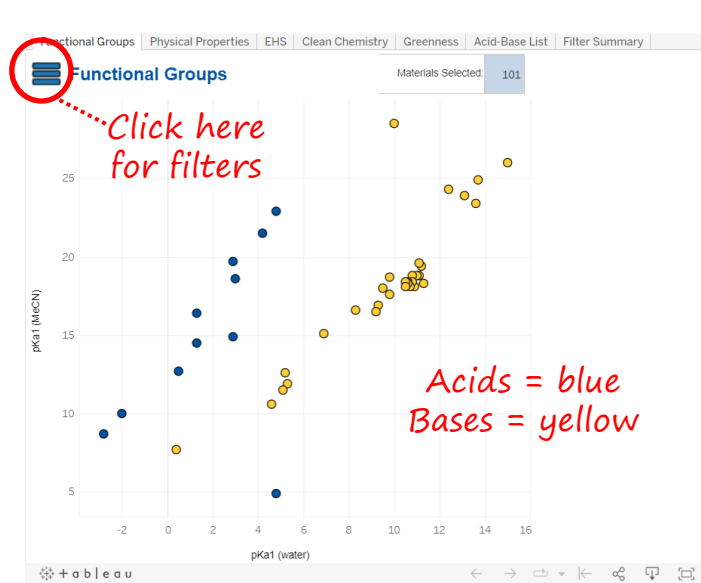 Functional Groups Physical Properties EHS Clean Chemistry Greenness Acid-Base List Filter Summary
Functional Groups
Materials Selected: 101
Click here
for filters
25
20
15
10
5
pKa1 (MeCN)
Acids = blue
Bases = yellow
-2 0 2 4 6 8 10 12 14 16
pKa1 (water)
+ableau